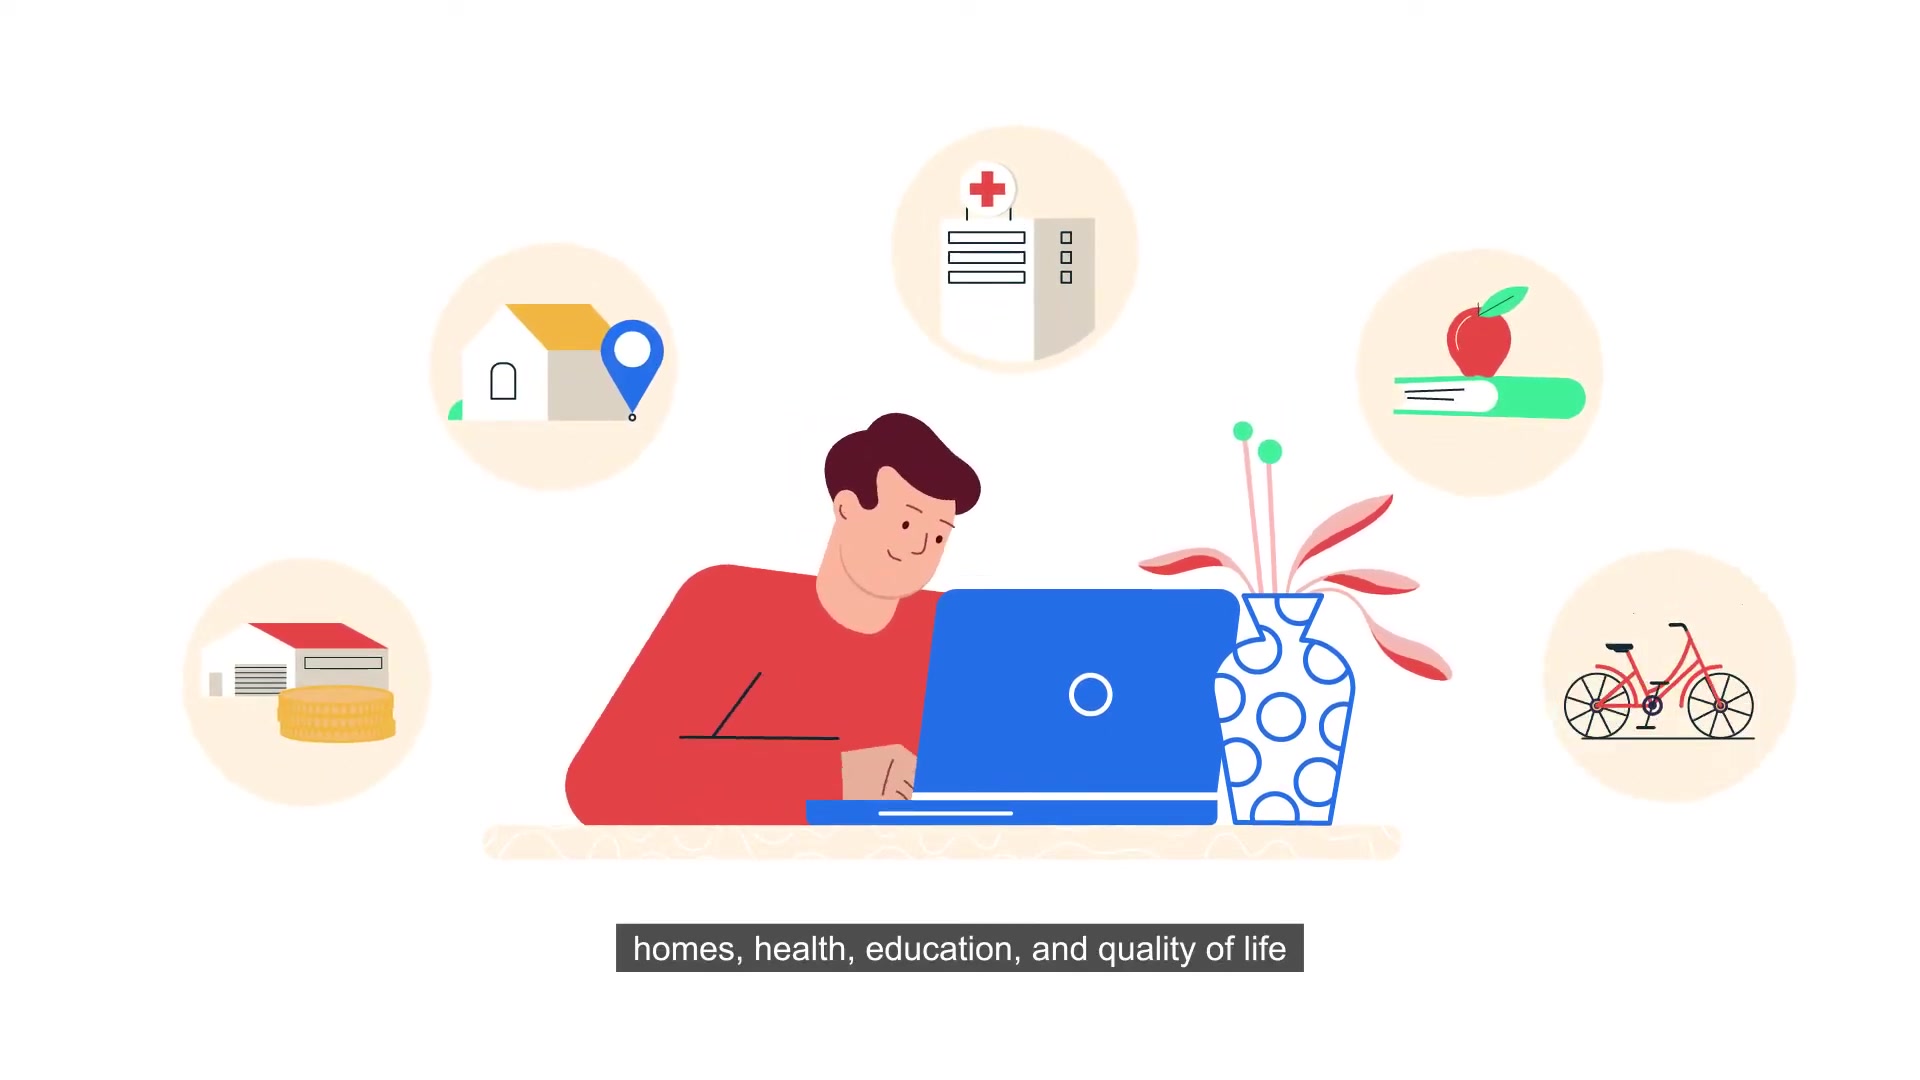 homes, health, education, and quality of life